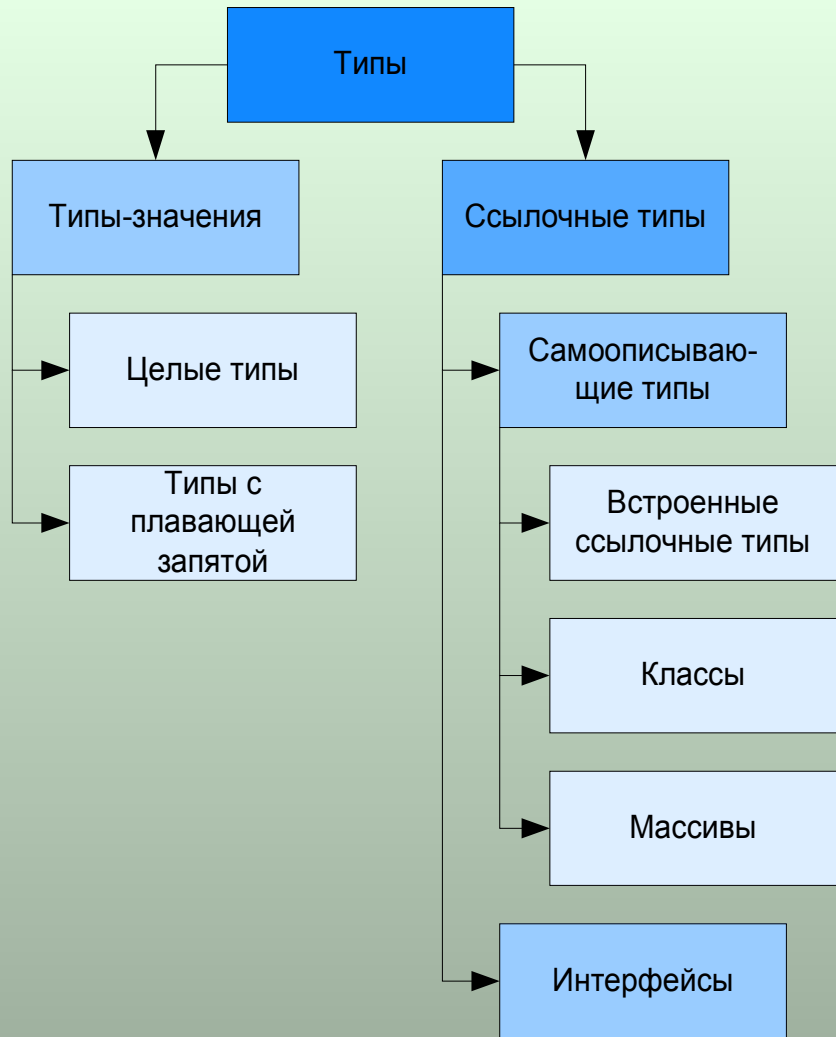 Типы
Типы-значения
Ссылочные типы
Целые типы
Типы с
плавающей
запятой
Самоописываю-
щие типы
Встроенные
ссылочные типы
Классы
Массивы
Интерфейсы